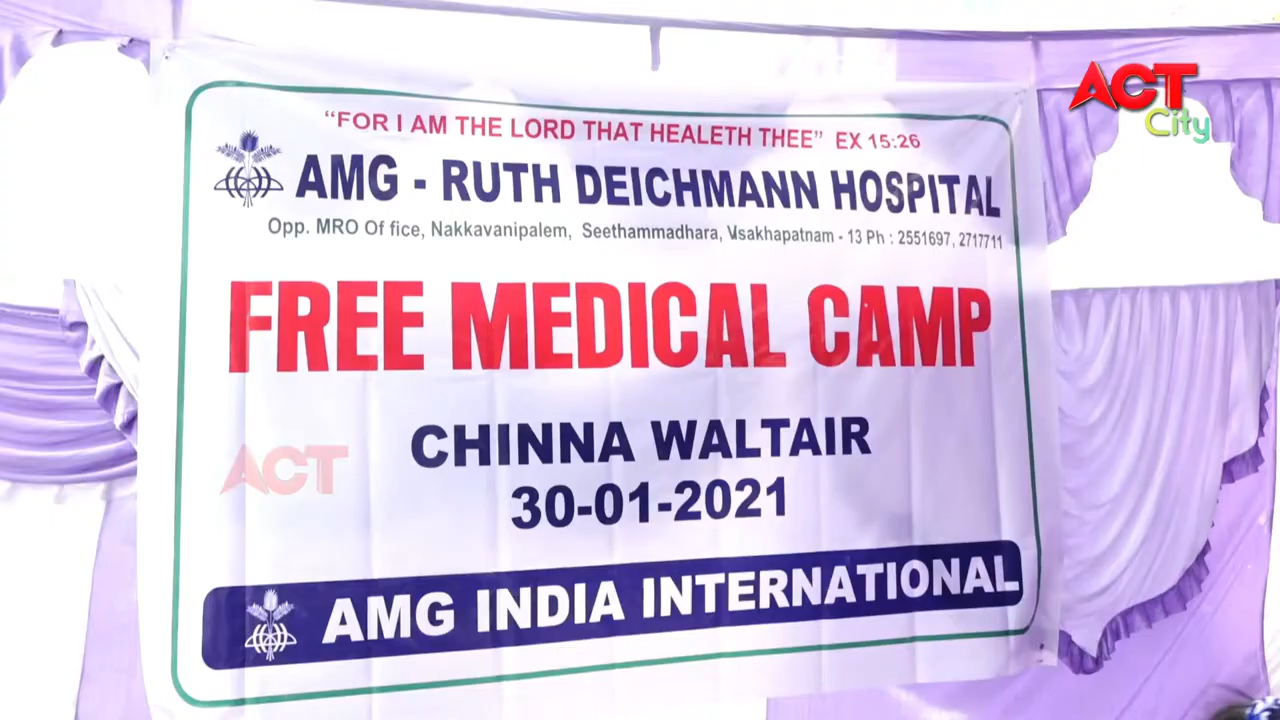 ACT
City
“FOR I AM THE LORD THAT HEALETH THEE” EX 15:26
AMG - RUTH DEICHMANN HOSPITAL
Opp. MRO Of fice, Nakkavanipalem, Seethammadhara, Visakhapatnam - 13 Ph : 2551697, 2717711
FREE MEDICAL CAMP
CHINNA WALTAIR
ACT
30-01-2021
AMG INDIA INTERNATIONAL